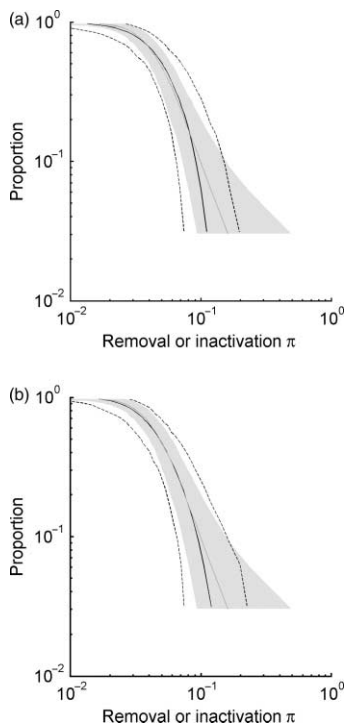 (a)
10^0
Proportion
10^-1
10^-2
10^-2
10^-1
10^0
Removal or inactivation π
(b)
10^0
Proportion
10^-1
10^-2
10^-2
10^-1
10^0
Removal or inactivation π